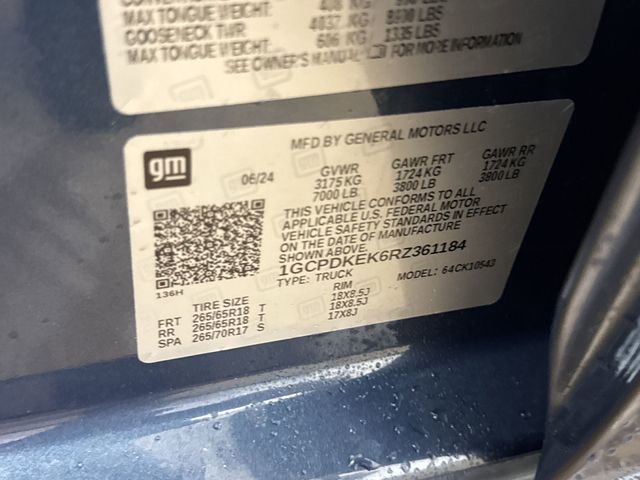 MAX TONGUE WEIGHT. 408 KG
GOOSENECK TWR 4037 KG/ 8900 LBS
MAX TONGUE WEIGHT. 606 KG/ 1335 LBS
SEE OWNER'S MANUAL FOR MORE INFORMATION
MFD BY GENERAL MOTORS LLC
gm
06/24 GVWR GAWR FRT GAWR RR
3175 KG 1724 KG 1724 KG
7000 LB 3800 LB 3800 LB
THIS VEHICLE CONFORMS TO ALL
APPLICABLE U.S. FEDERAL MOTOR
VEHICLE SAFETY STANDARDS IN EFFECT
ON THE DATE OF MANUFACTURE
1GCPDKEK6RZ361184
TYPE: TRUCK MODEL: 64CK10543
136H
TIRE SIZE RIM
FRT 265/65R18 T 18X8.5J
RR 265/65R18 T 18X8.5J
SPA 265/70R17 S 17X8J